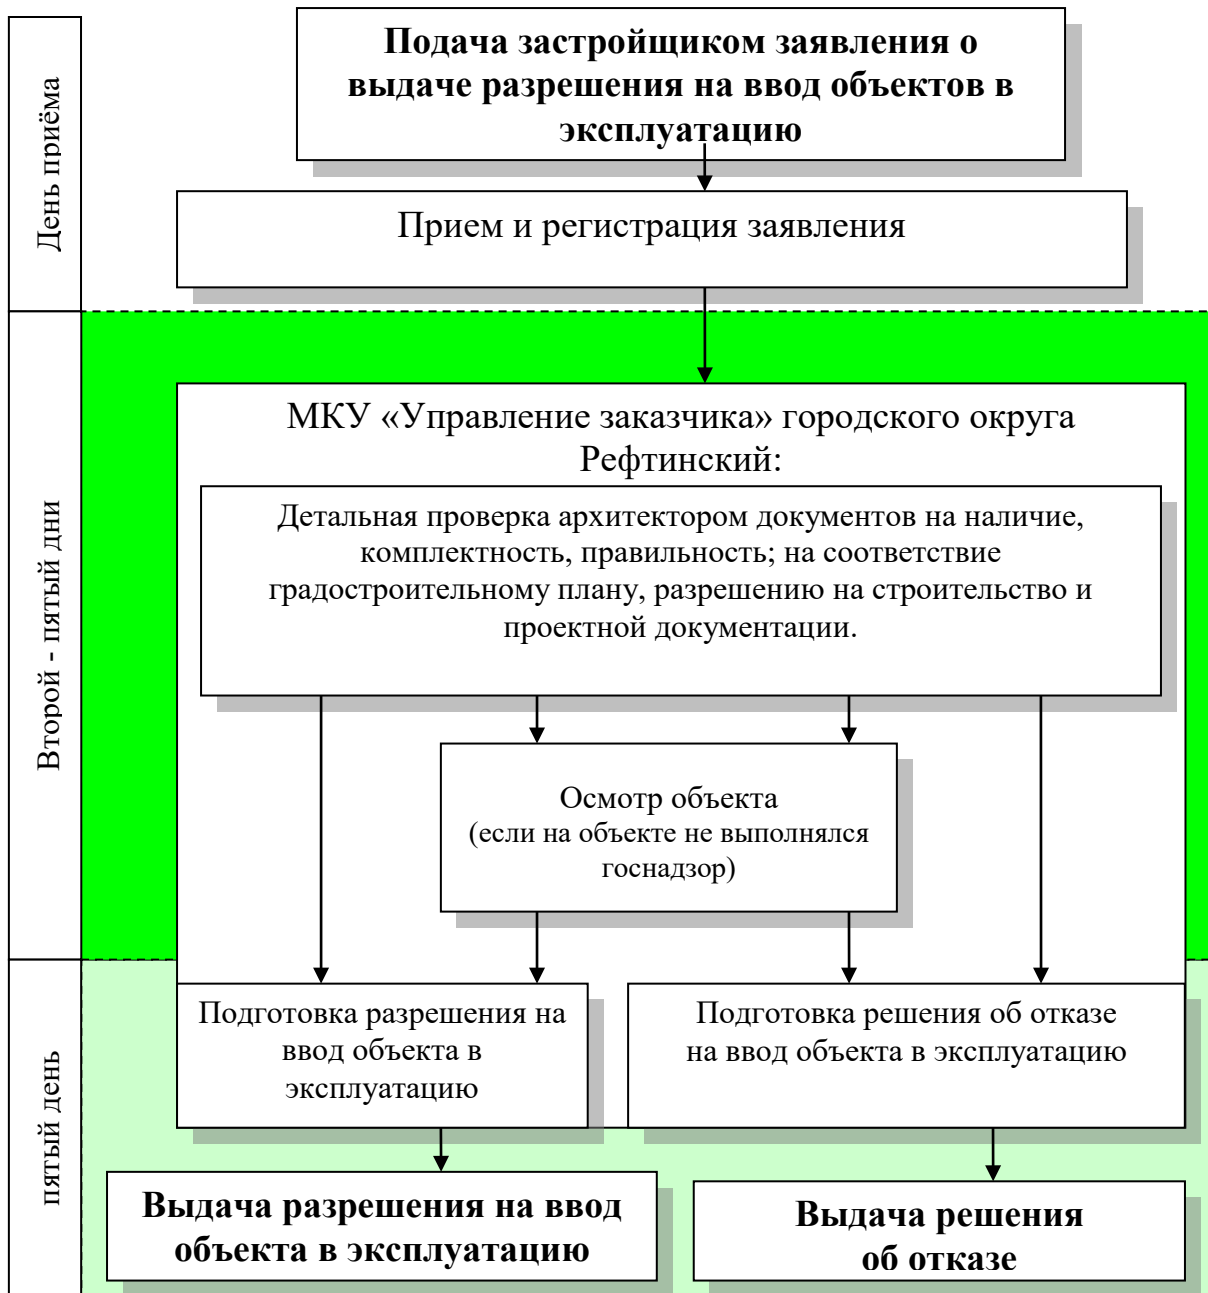 День приёма
Подача застройщиком заявления о
выдаче разрешения на ввод объектов в
эксплуатацию
Прием и регистрация заявления
Второй - пятый дни
МКУ «Управление заказчика» городского округа
Рефтинский:
Детальная проверка архитектором документов на наличие,
комплектность, правильность; на соответствие
градостроительному плану, разрешению на строительство и
проектной документации.
Осмотр объекта
(если на объекте не выполнялся
госнадзор)
пятый день
Подготовка разрешения на
ввод объекта в
эксплуатацию
Подготовка решения об отказе
на ввод объекта в эксплуатацию
Выдача разрешения на ввод
объекта в эксплуатацию
Выдача решения
об отказе